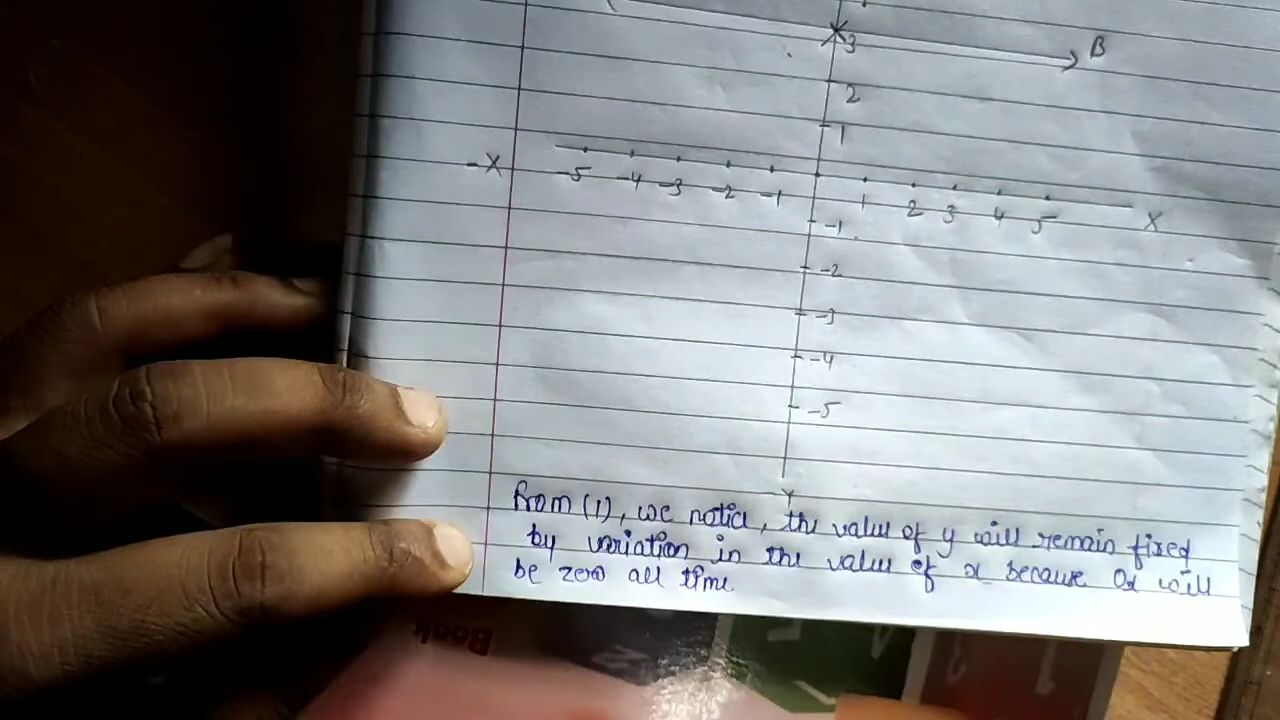 B
3
2
1
-X -5 -4 -3 -2 -1 1 2 3 4 5 X
-1
-2
-3
-4
-5
Y
From (1), we notice, the value of y will remain fixed
by variation in the value of x because 0x will
be zero all time
Book